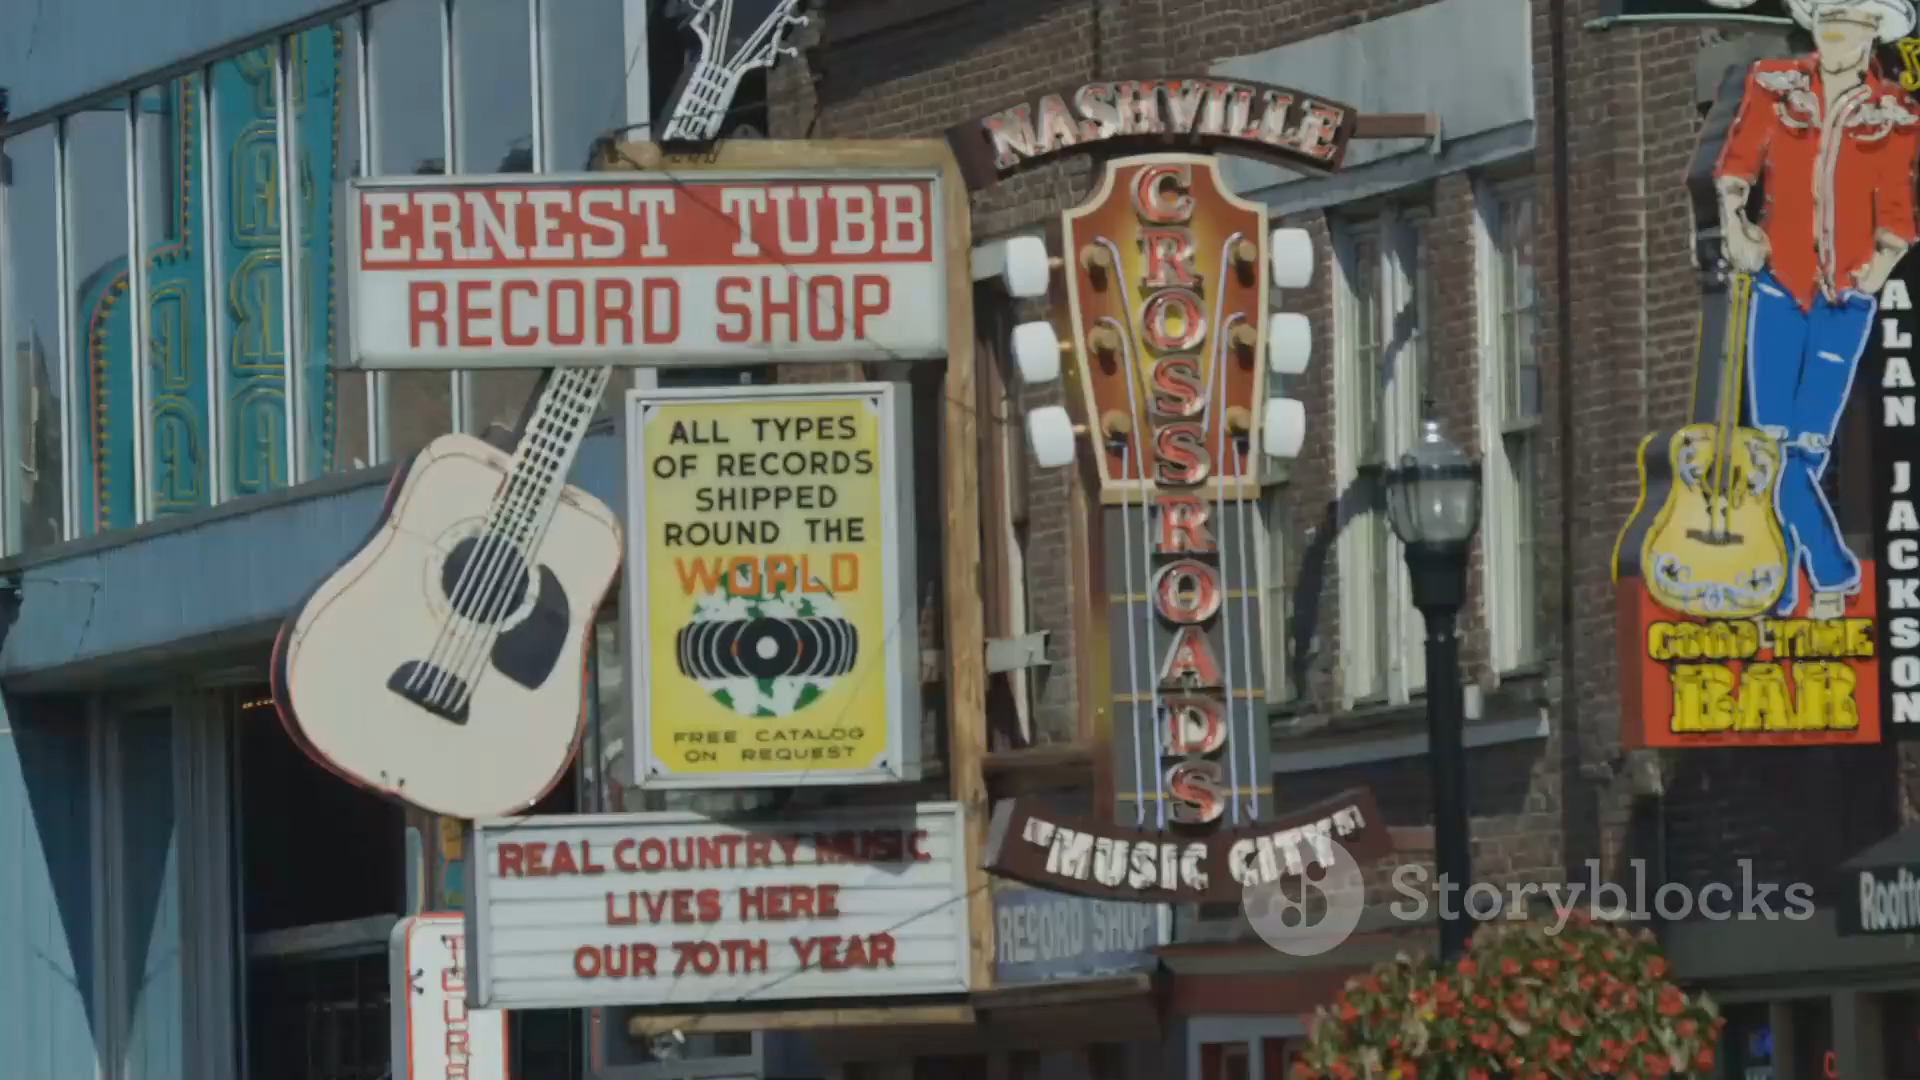 ERNEST TUBB
RECORD SHOP
ALL TYPES
OF RECORDS
SHIPPED
ROUND THE
WORLD
FREE CATALOG
ON REQUEST
REAL COUNTRY MUSIC
LIVES HERE
OUR 70TH YEAR
NASHVILLE
CROSSROADS
"MUSIC CITY"
RECORD SHOP
ALAN JACKSON
GOOD TIME
BAR
Storyblocks